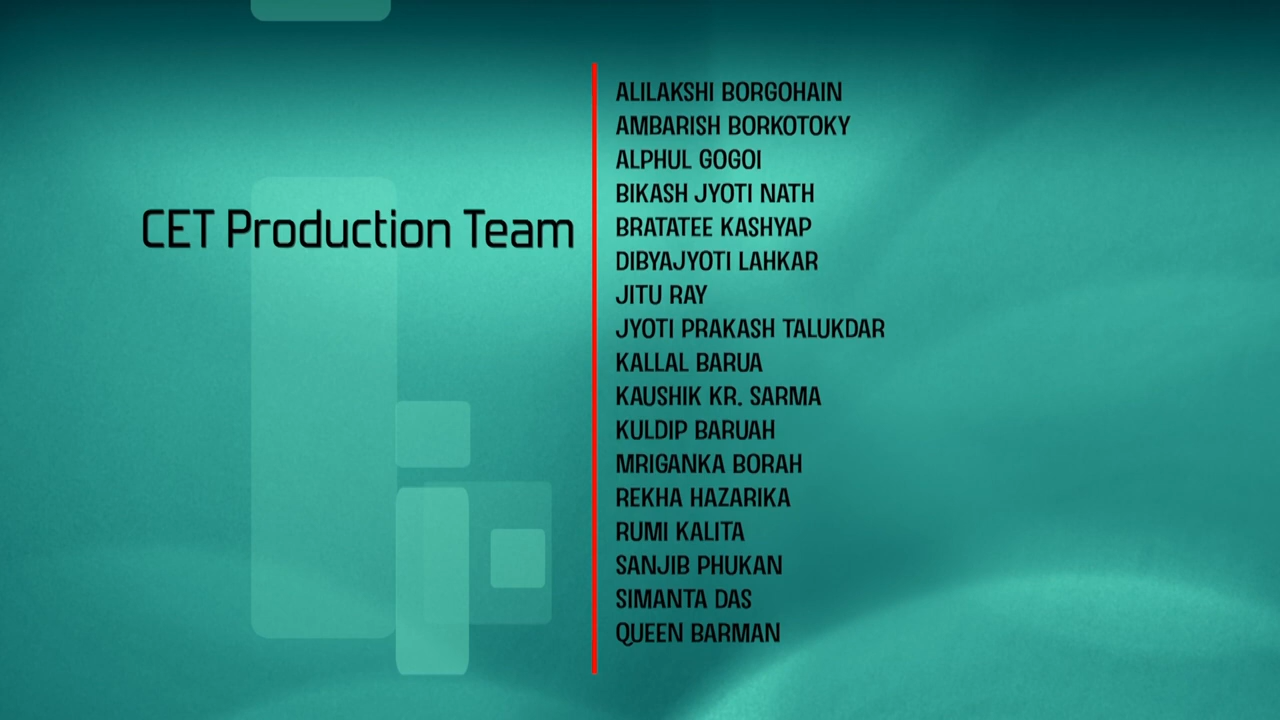 CET Production Team
ALILAKSHI BORGOHAIN
AMBARISH BORKOTOKY
ALPHUL GOGOI
BIKASH JYOTI NATH
BRATATEE KASHYAP
DIBYAJYOTI LAHKAR
JITU RAY
JYOTI PRAKASH TALUKDAR
KALLAL BARUA
KAUSHIK KR. SARMA
KULDIP BARUAH
MRIGANKA BORAH
REKHA HAZARIKA
RUMI KALITA
SANJIB PHUKAN
SIMANTA DAS
QUEEN BARMAN